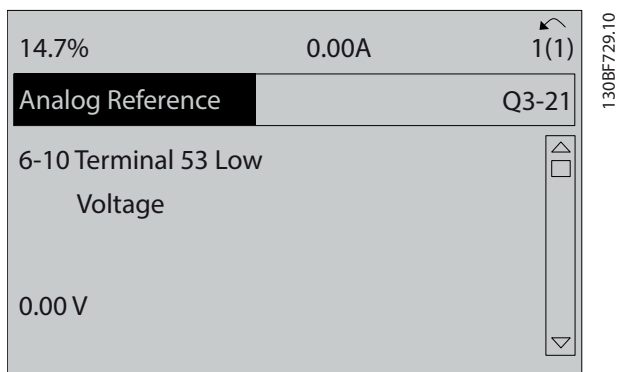 14.7% 0.00A 1(1)
Analog Reference Q3-21
6-10 Terminal 53 Low
Voltage
0.00 V
130BF729.10